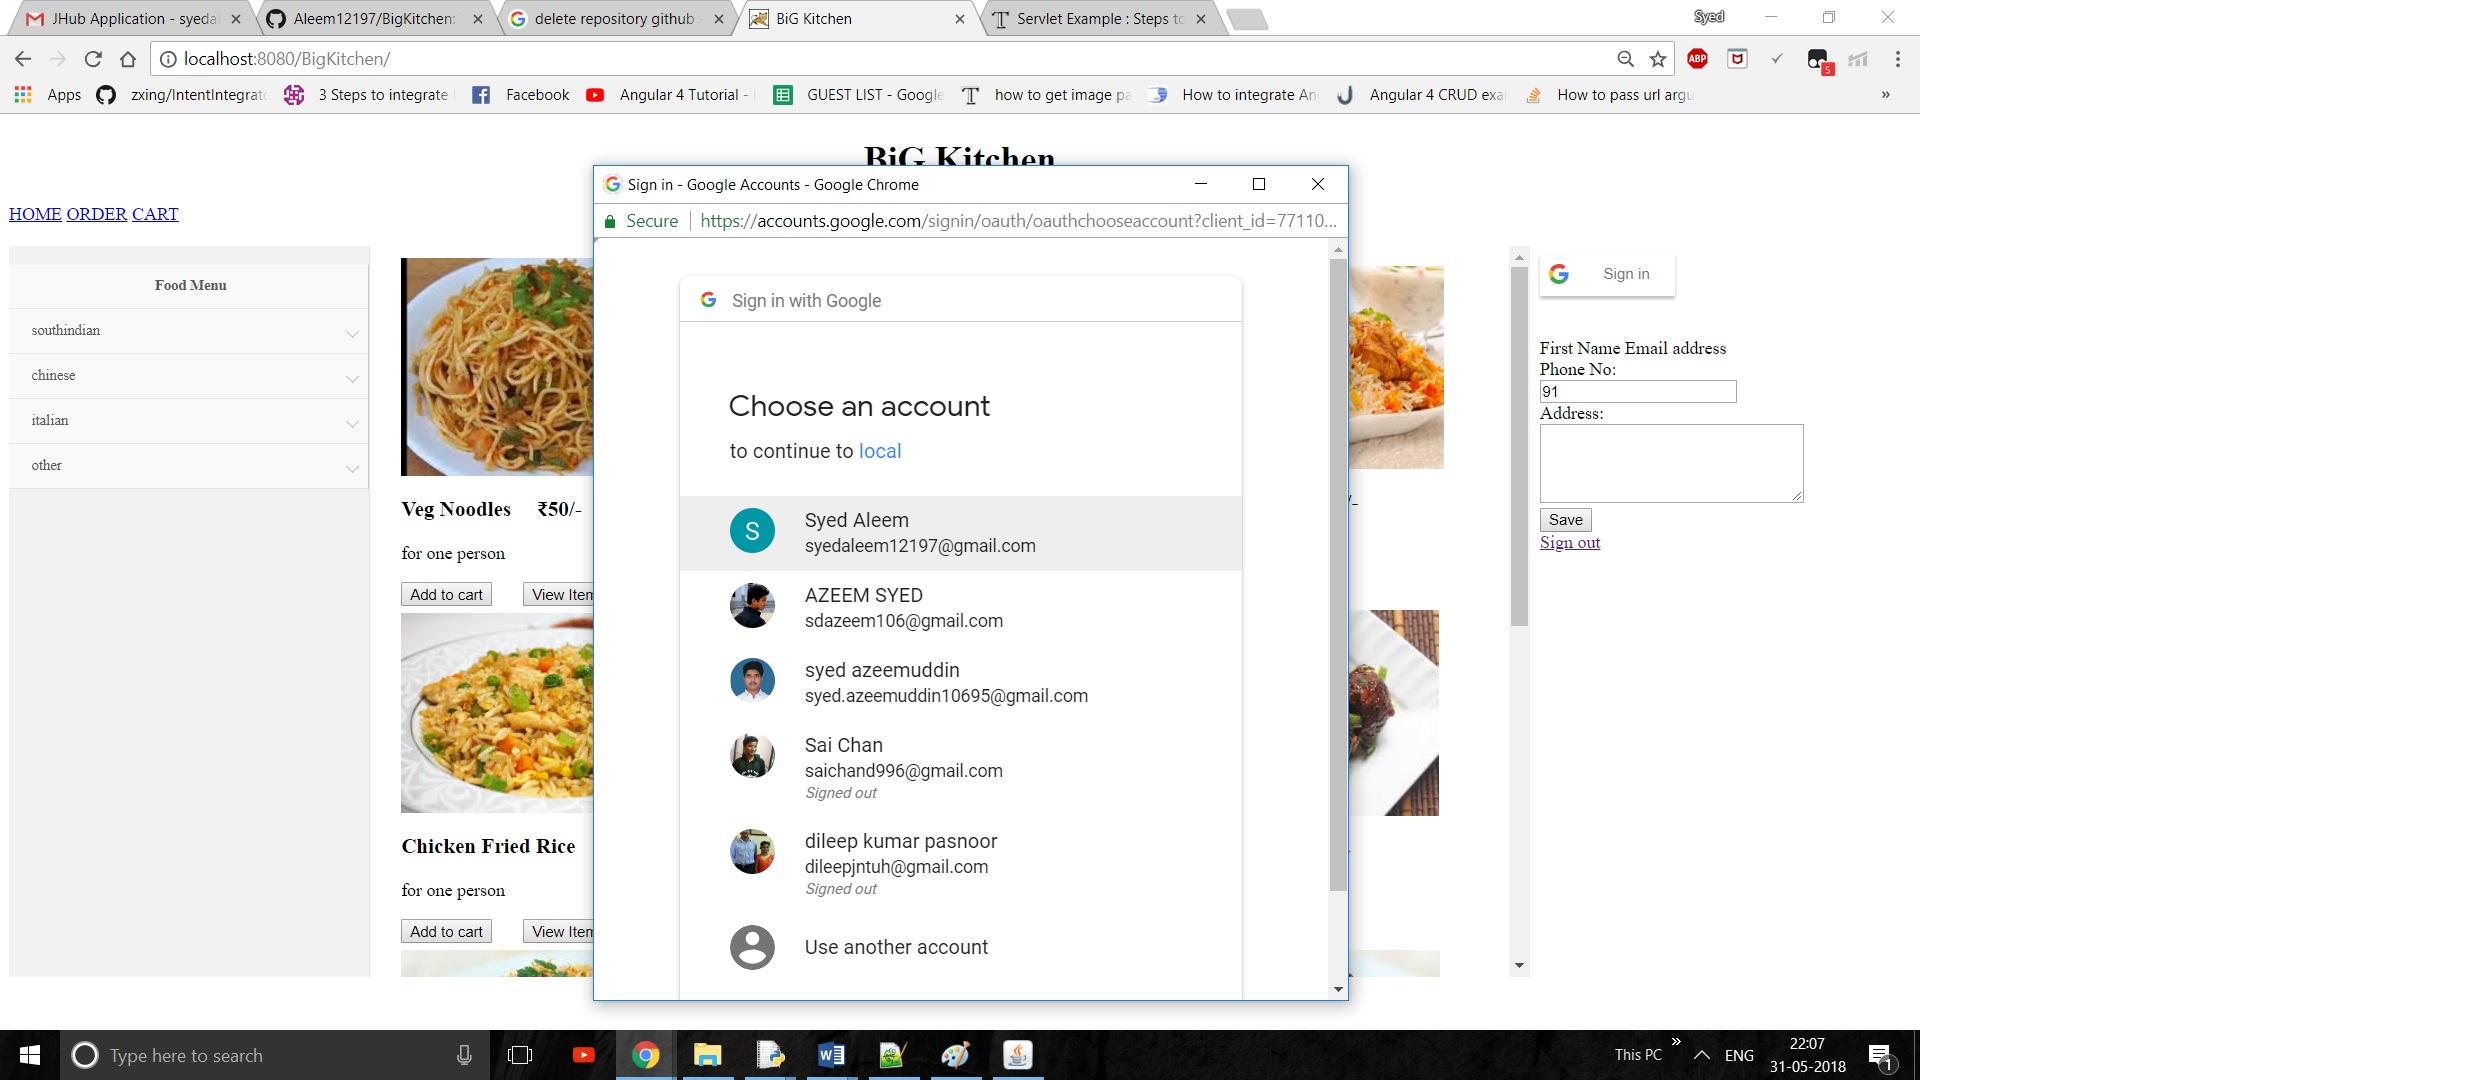 JHub Application - syeda
Aleem12197/BigKitchen:
delete repository github
BiG Kitchen
Servlet Example : Steps to
Syed
localhost:8080/BigKitchen/
ABP
5
Apps
zxing/IntentIntegrato
3 Steps to integrate
Facebook
Angular 4 Tutorial -
GUEST LIST - Google
how to get image pa
How to integrate An
Angular 4 CRUD exa
How to pass url argu
»
BiG Kitchen
HOME ORDER CART
Food Menu
southindian
chinese
italian
other
Veg Noodles ₹50/-
for one person
Add to cart
View Item
Chicken Fried Rice
for one person
Add to cart
View Item
Sign in - Google Accounts - Google Chrome
Secure
https://accounts.google.com/signin/oauth/oauthchooseaccount?client_id=77110...
Sign in with Google
Choose an account
to continue to local
S
Syed Aleem
syedaleem12197@gmail.com
AZEEM SYED
sdazeem106@gmail.com
syed azeemuddin
syed.azeemuddin10695@gmail.com
Sai Chan
saichand996@gmail.com
Signed out
dileep kumar pasnoor
dileepjntuh@gmail.com
Signed out
Use another account
/-
Sign in
First Name Email address
Phone No:
91
Address:
Save
Sign out
Type here to search
This PC
»
ENG
22:07
31-05-2018
1